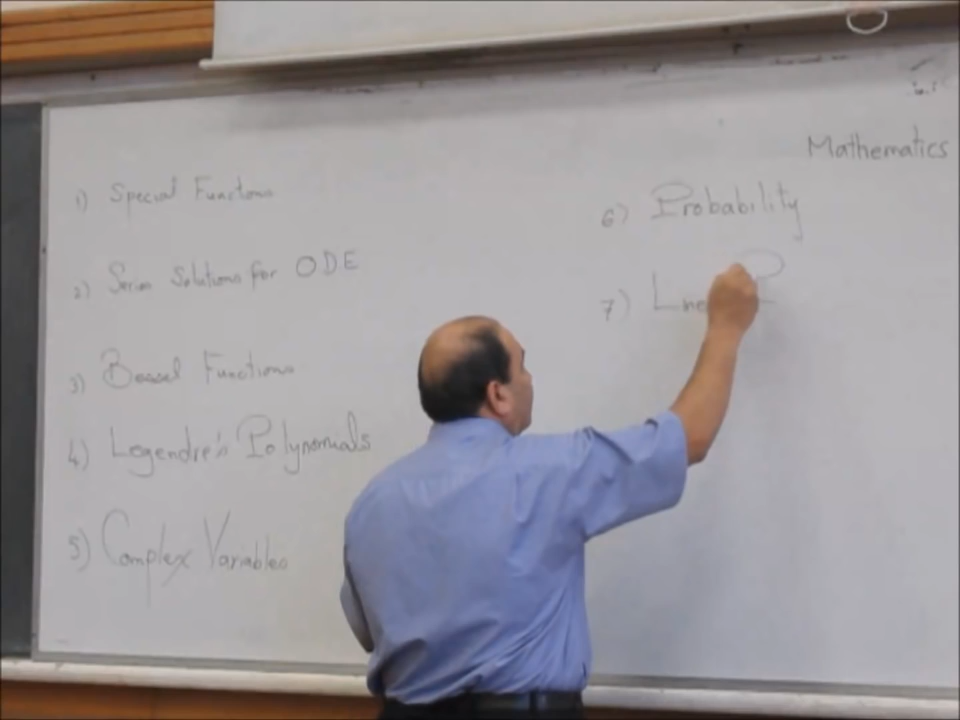 Mathematics
1) Special Functions
2) Series Solutions for ODE
3) Bessel Functions
4) Legendre's Polynomials
5) Complex Variables
6) Probability
7)